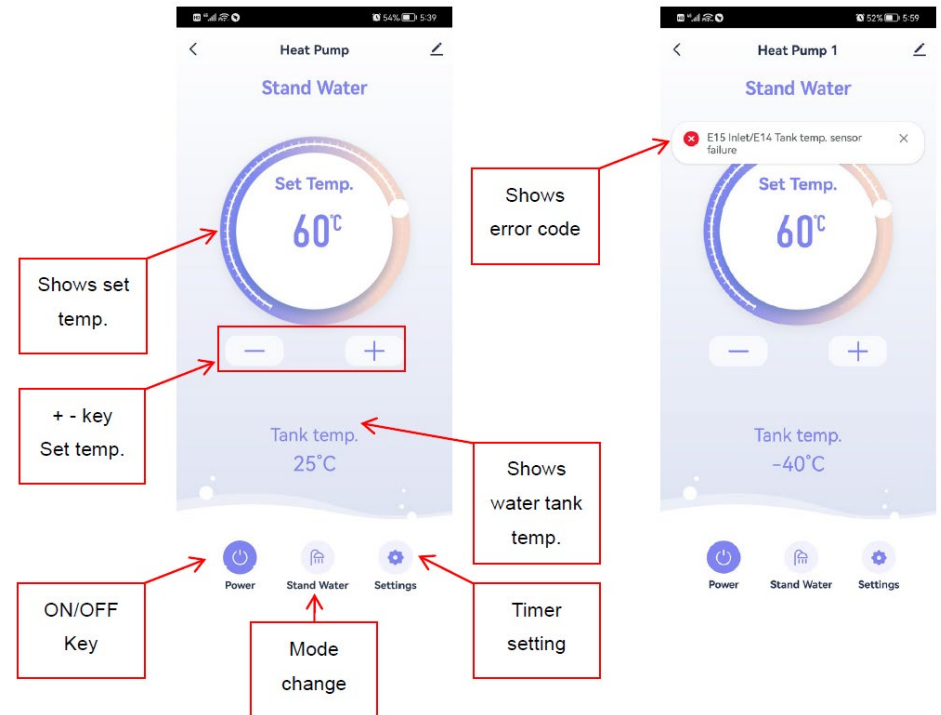 54% 5:39
Heat Pump
Stand Water
Set Temp.
60°C
Tank temp.
25°C
Power
Stand Water
Settings
Shows set
temp.
+ - key
Set temp.
ON/OFF
Key
Mode
change
Shows
water tank
temp.
Timer
setting
Shows
error code
52% 5:59
Heat Pump 1
Stand Water
E15 Inlet/E14 Tank temp. sensor
failure
Set Temp.
60°C
Tank temp.
-40°C
Power
Stand Water
Settings